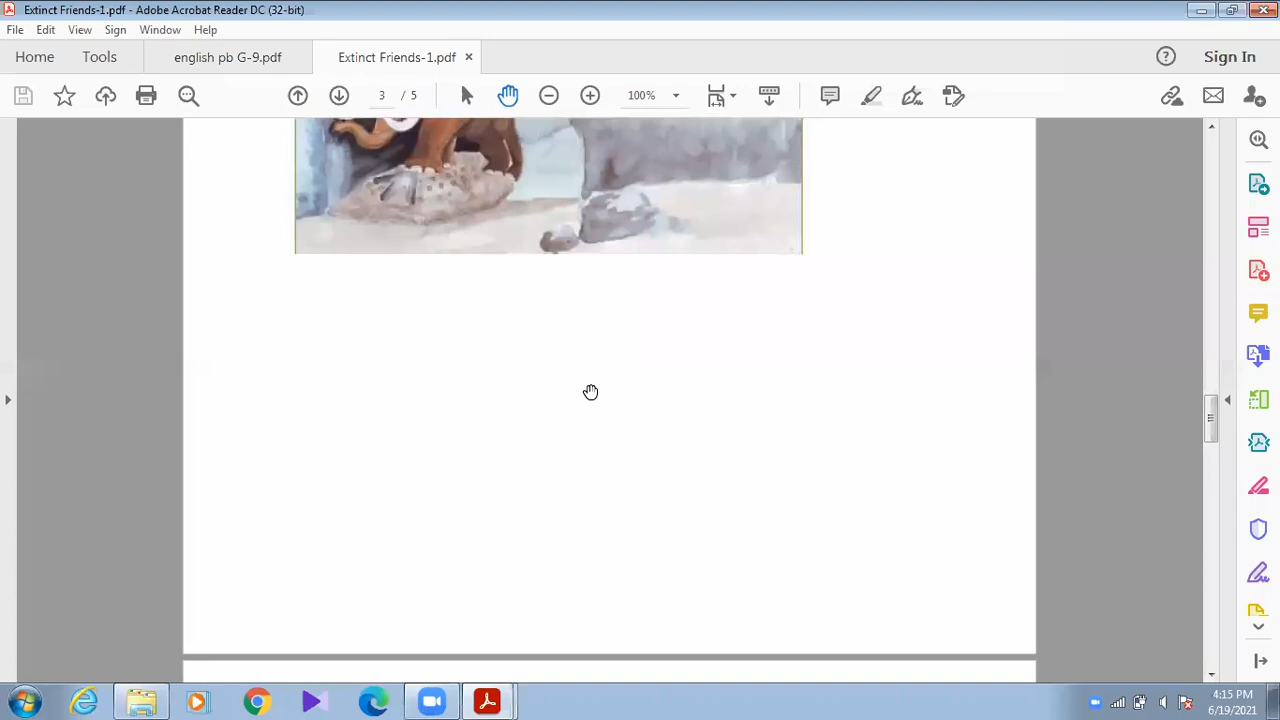 Extinct Friends-1.pdf - Adobe Acrobat Reader DC (32-bit)
File Edit View Sign Window Help
Home Tools english pb G-9.pdf Extinct Friends-1.pdf Sign In
3 / 5 100%
4:15 PM
6/19/2021